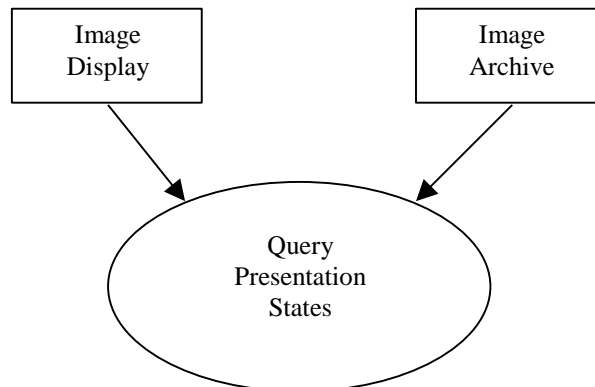 Image
Display
Image
Archive
Query
Presentation
States